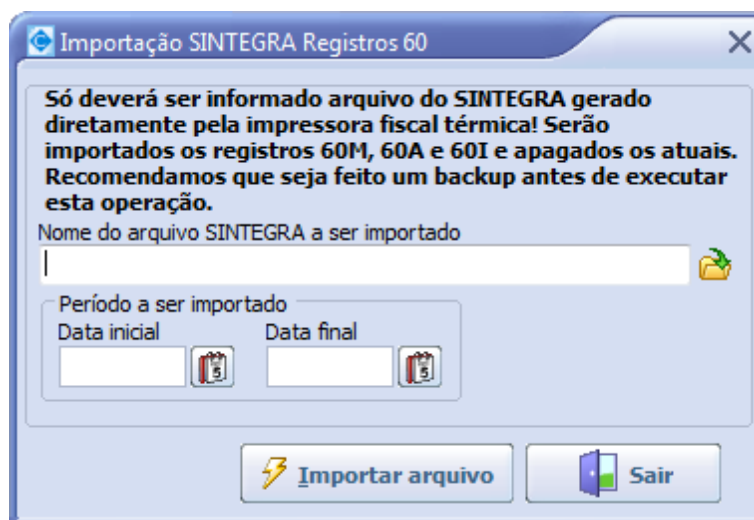 Importação SINTEGRA Registros 60
Só deverá ser informado arquivo do SINTEGRA gerado
diretamente pela impressora fiscal térmica! Serão
importados os registros 60M, 60A e 60I e apagados os atuais.
Recomendamos que seja feito um backup antes de executar
esta operação.
Nome do arquivo SINTEGRA a ser importado
Período a ser importado
Data inicial Data final
5 5
Importar arquivo Sair